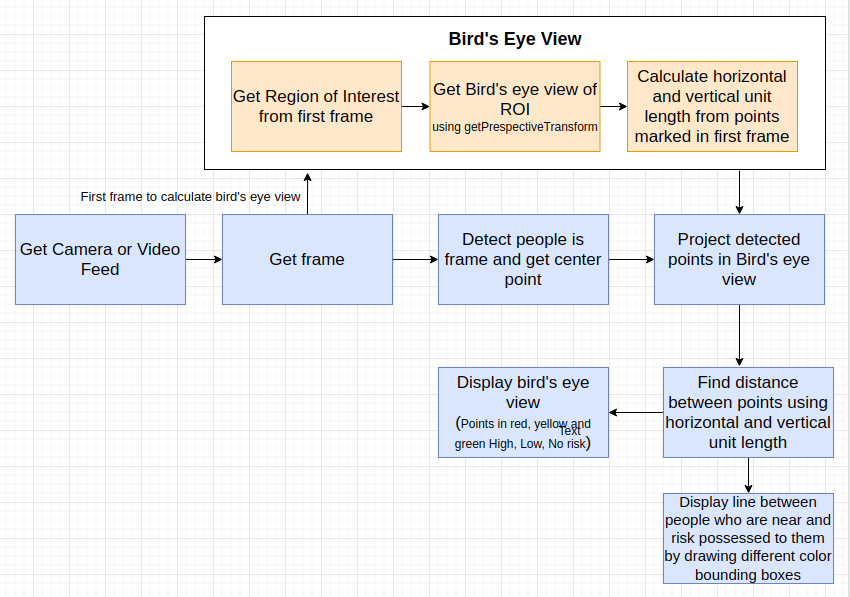 Bird's Eye View
Get Region of Interest
from first frame
Get Bird's eye view of
ROI
using getPrespectiveTransform
Calculate horizontal
and vertical unit
length from points
marked in first frame
First frame to calculate bird's eye view
Get Camera or Video
Feed
Get frame
Detect people is
frame and get center
point
Project detected
points in Bird's eye
view
Display bird's eye
view
(Points in red, yellow and
Text
green High, Low, No risk)
Find distance
between points using
horizontal and vertical
unit length
Display line between
people who are near and
risk possessed to them
by drawing different color
bounding boxes